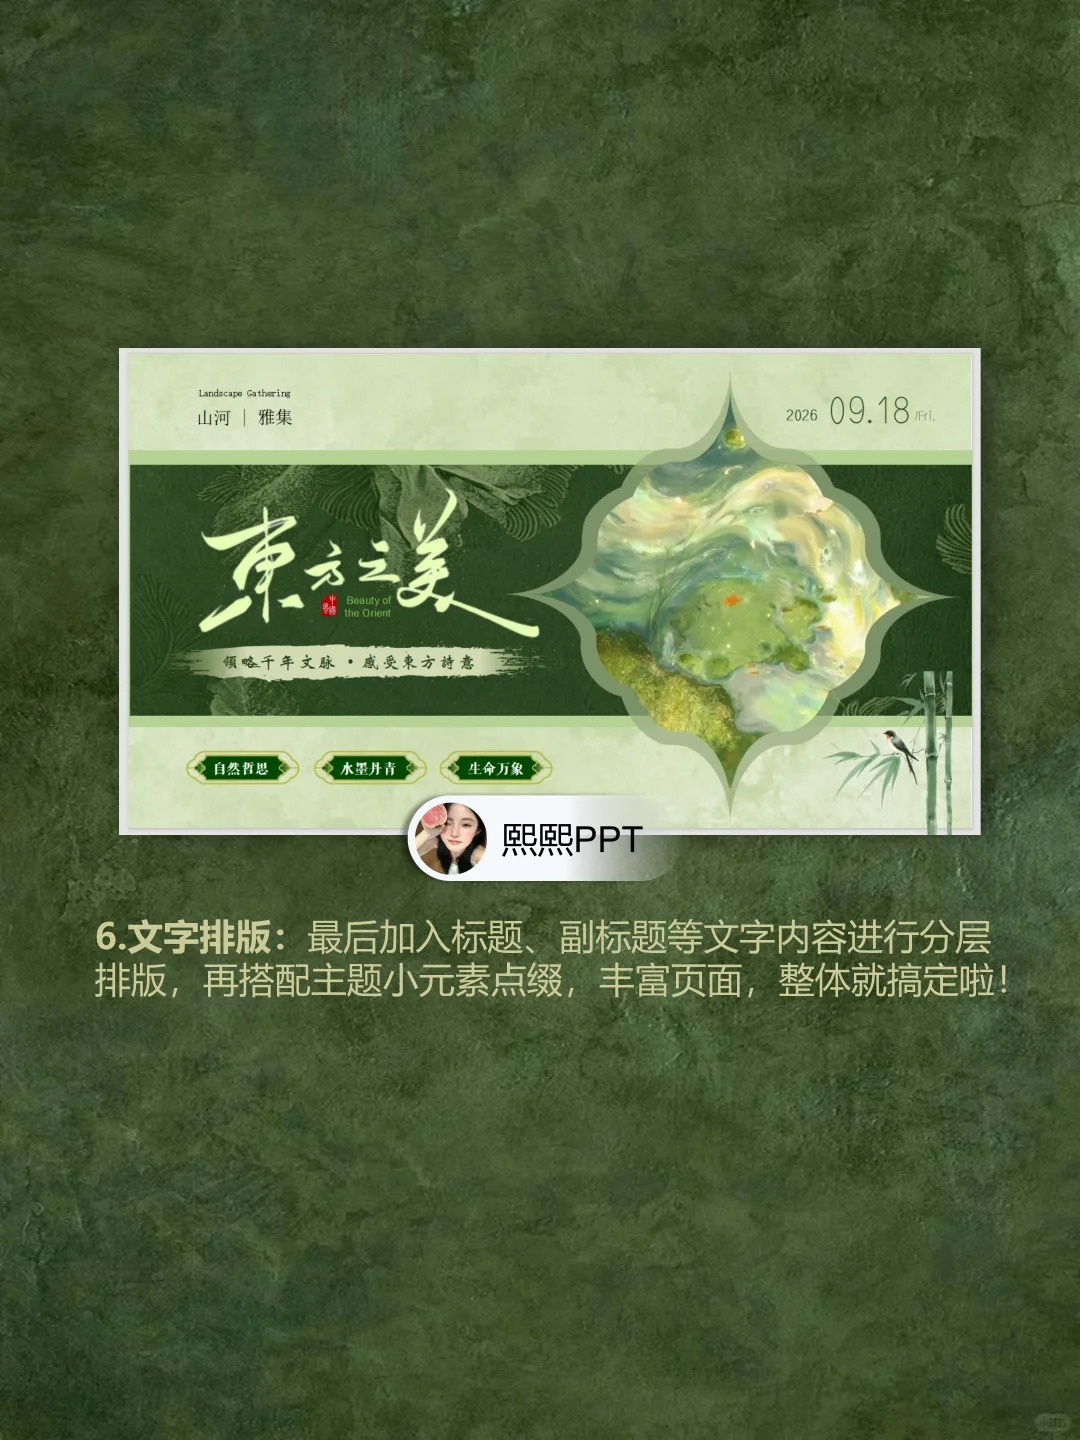 Landscape Gathering
山河｜雅集
2026 09.18 /Fri.
東方之美
中國
Beauty of
the Orient
領略千年文脉·感受東方詩意
自然哲思
水墨丹青
生命万象
熙熙PPT
6.文字排版：最后加入标题、副标题等文字内容进行分层
排版，再搭配主题小元素点缀，丰富页面，整体就搞定啦！